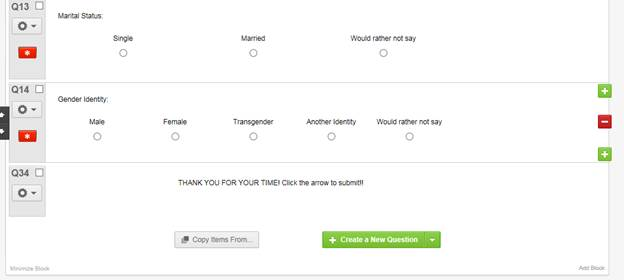 Q13
Marital Status:
Single Married Would rather not say
Q14
Gender Identity:
Male Female Transgender Another Identity Would rather not say
Q34
THANK YOU FOR YOUR TIME! Click the arrow to submit!!
Copy Items From... Create a New Question
Minimize Block Add Block